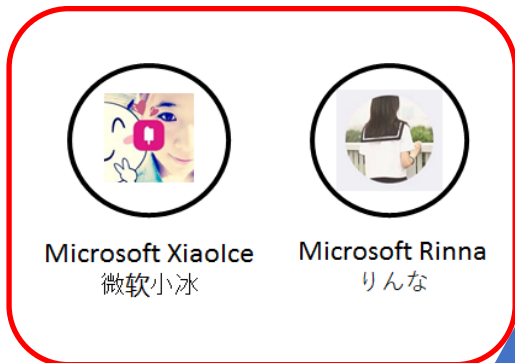 Microsoft XiaoIce
微软小冰
Microsoft Rinna
りんな